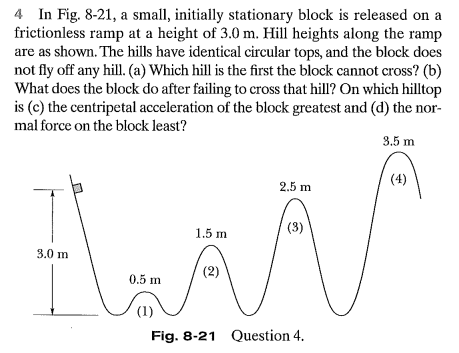 4 In Fig. 8-21, a small, initially stationary block is released on a
frictionless ramp at a height of 3.0 m. Hill heights along the ramp
are as shown. The hills have identical circular tops, and the block does
not fly off any hill. (a) Which hill is the first the block cannot cross? (b)
What does the block do after failing to cross that hill? On which hilltop
is (c) the centripetal acceleration of the block greatest and (d) the nor-
mal force on the block least?
3.5 m
(4)
2.5 m
(3)
1.5 m
(2)
3.0 m
0.5 m
(1)
Fig. 8-21 Question 4.